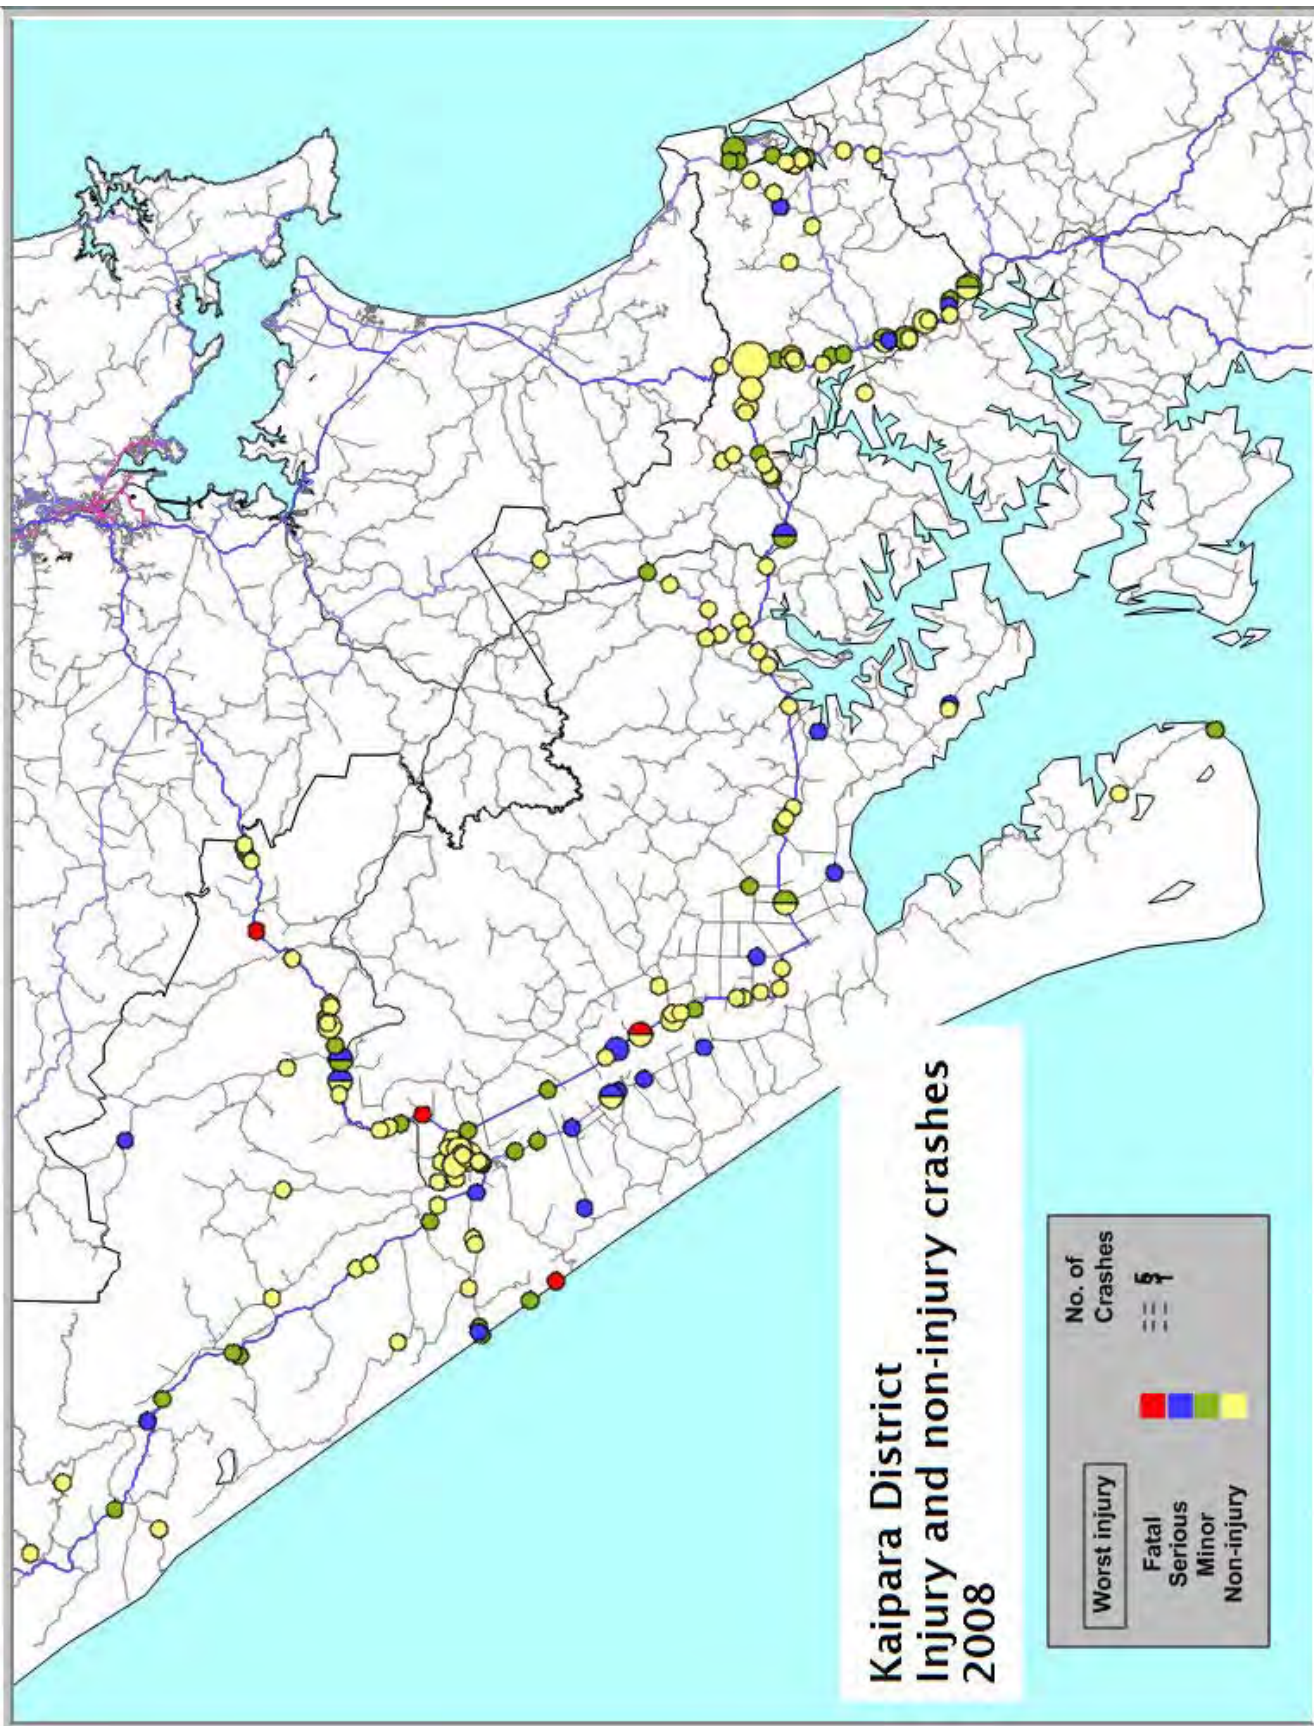 Kaipara District
Injury and non-injury crashes
2008
Worst injury
No. of
Crashes
Fatal
Serious
Minor
Non-injury